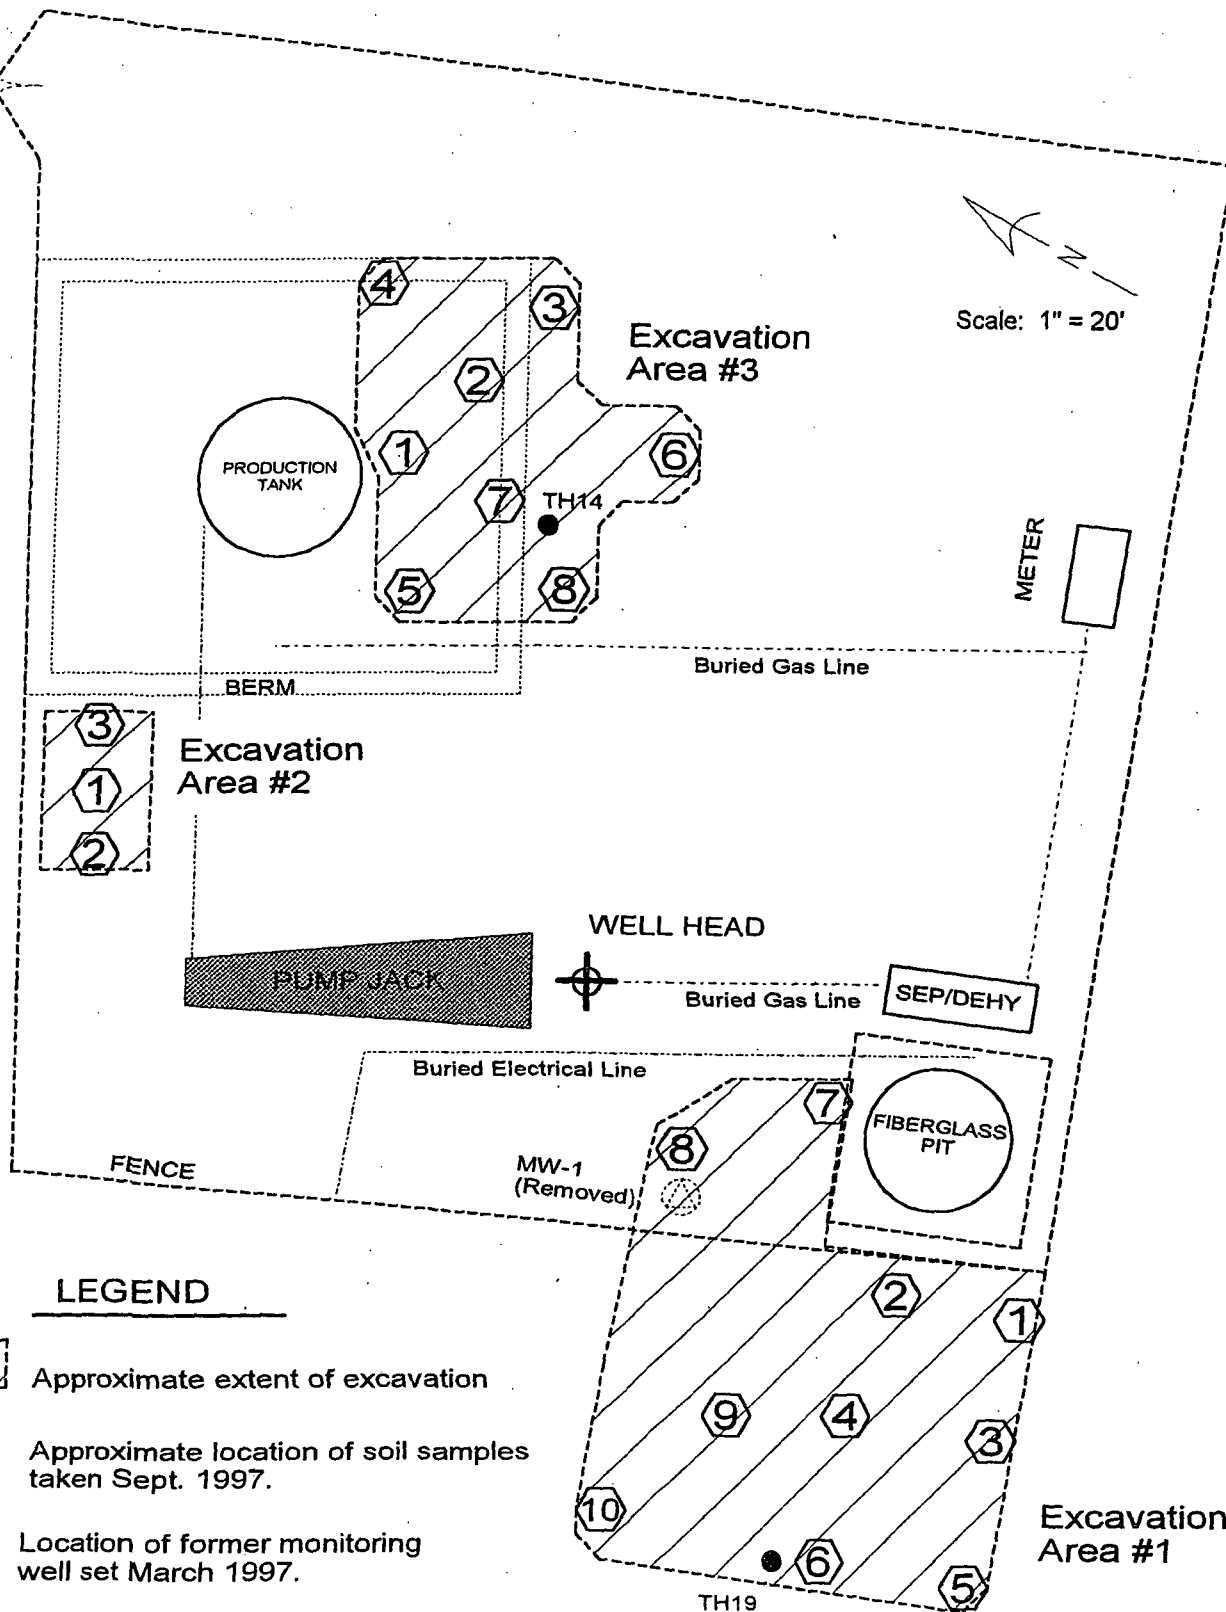 N
Scale: 1" = 20'
4
3
Excavation
Area #3
2
1
6
PRODUCTION
TANK
7
TH14
5
8
METER
Buried Gas Line
BERM
3
Excavation
Area #2
1
2
WELL HEAD
PUMP JACK
Buried Gas Line
SEP/DEHY
Buried Electrical Line
7
FIBERGLASS
PIT
8
FENCE
MW-1
(Removed)
2
1
LEGEND
Approximate extent of excavation
9
4
3
Approximate location of soil samples
taken Sept. 1997.
10
Excavation
Area #1
Location of former monitoring
well set March 1997.
6
5
TH19